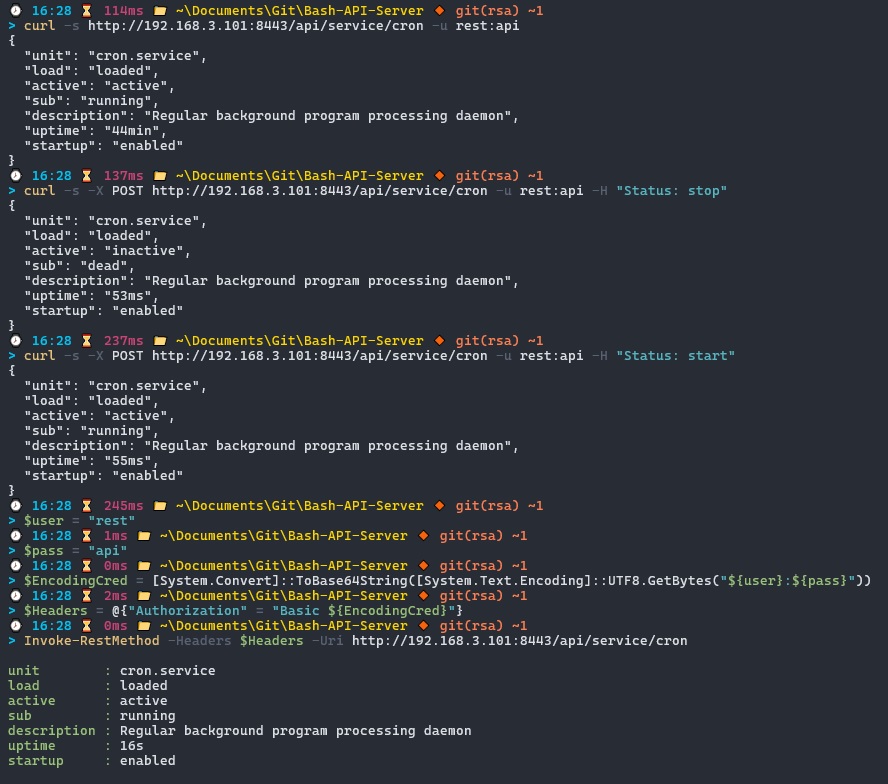 16:28 114ms ~\Documents\Git\Bash-API-Server git(rsa) ~1
> curl -s http://192.168.3.101:8443/api/service/cron -u rest:api
{
  "unit": "cron.service",
  "load": "loaded",
  "active": "active",
  "sub": "running",
  "description": "Regular background program processing daemon",
  "uptime": "44min",
  "startup": "enabled"
}
16:28 137ms ~\Documents\Git\Bash-API-Server git(rsa) ~1
> curl -s -X POST http://192.168.3.101:8443/api/service/cron -u rest:api -H "Status: stop"
{
  "unit": "cron.service",
  "load": "loaded",
  "active": "inactive",
  "sub": "dead",
  "description": "Regular background program processing daemon",
  "uptime": "53ms",
  "startup": "enabled"
}
16:28 237ms ~\Documents\Git\Bash-API-Server git(rsa) ~1
> curl -s -X POST http://192.168.3.101:8443/api/service/cron -u rest:api -H "Status: start"
{
  "unit": "cron.service",
  "load": "loaded",
  "active": "active",
  "sub": "running",
  "description": "Regular background program processing daemon",
  "uptime": "55ms",
  "startup": "enabled"
}
16:28 245ms ~\Documents\Git\Bash-API-Server git(rsa) ~1
> $user = "rest"
16:28 1ms ~\Documents\Git\Bash-API-Server git(rsa) ~1
> $pass = "api"
16:28 0ms ~\Documents\Git\Bash-API-Server git(rsa) ~1
> $EncodingCred = [System.Convert]::ToBase64String([System.Text.Encoding]::UTF8.GetBytes("${user}:${pass}"))
16:28 2ms ~\Documents\Git\Bash-API-Server git(rsa) ~1
> $Headers = @{"Authorization" = "Basic ${EncodingCred}"}
16:28 0ms ~\Documents\Git\Bash-API-Server git(rsa) ~1
> Invoke-RestMethod -Headers $Headers -Uri http://192.168.3.101:8443/api/service/cron
unit        : cron.service
load        : loaded
active      : active
sub         : running
description : Regular background program processing daemon
uptime      : 16s
startup     : enabled